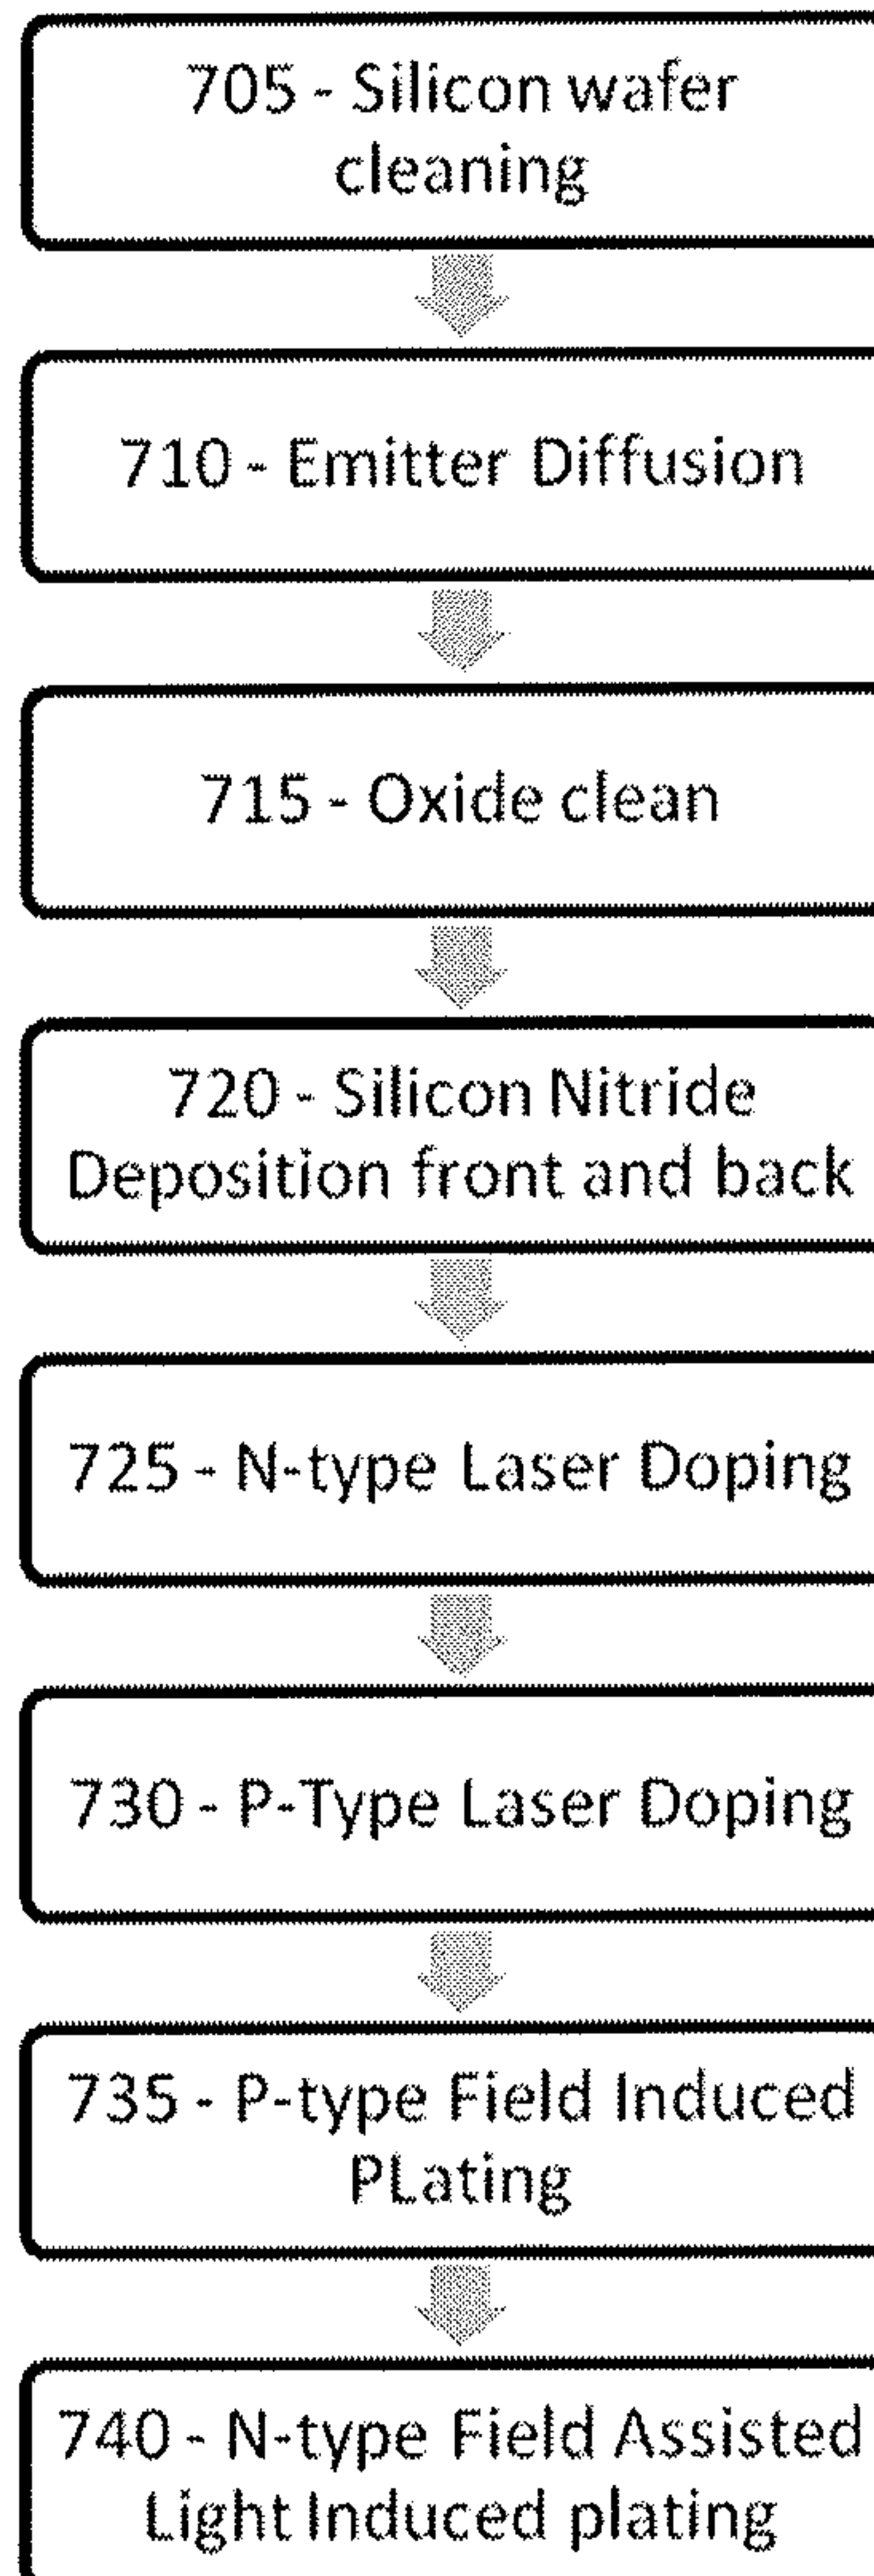 705 - Silicon wafer
cleaning
710 - Emitter Diffusion
715 - Oxide clean
720 - Silicon Nitride
Deposition front and back
725 - N-type Laser Doping
730 - P-Type Laser Doping
735 - P-type Field Induced
PLating
740 - N-type Field Assisted
Light Induced plating